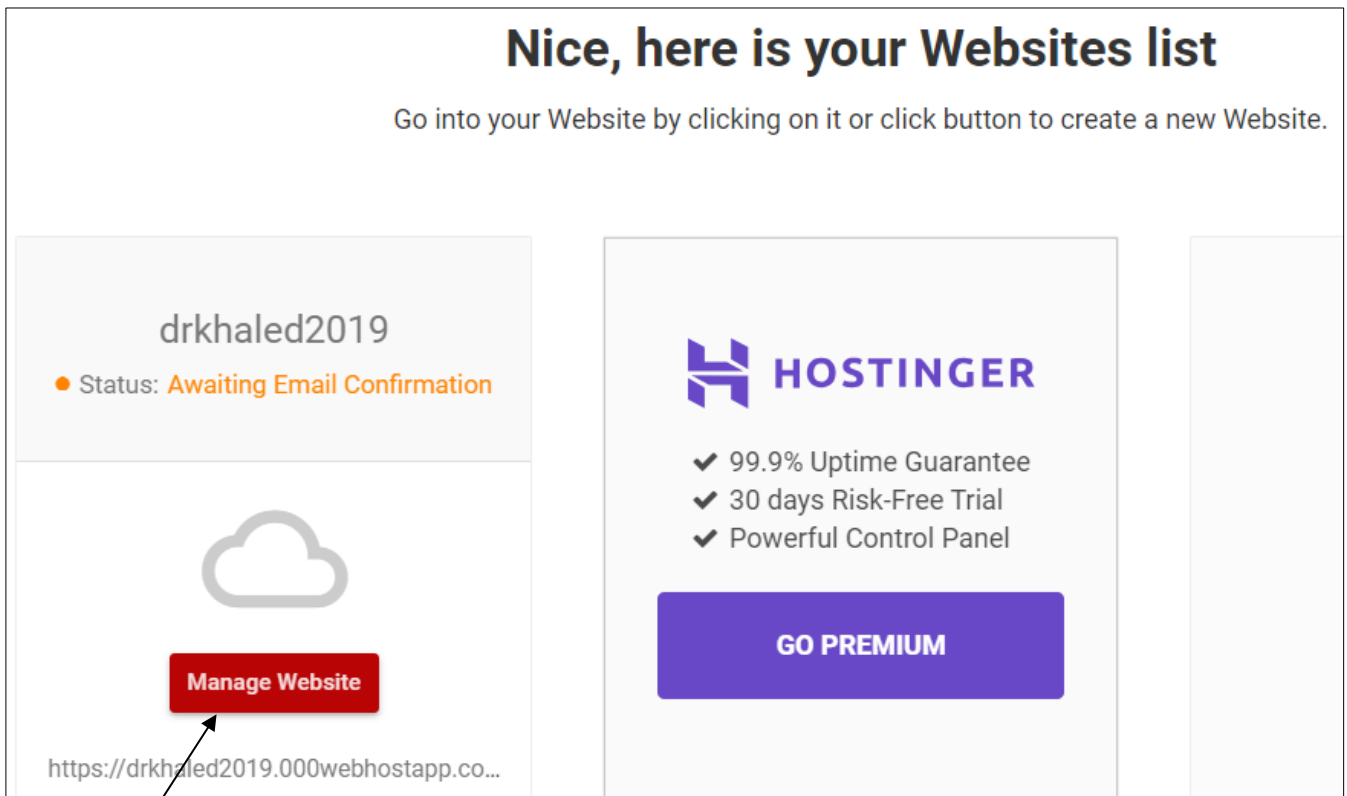 Nice, here is your Websites list
Go into your Website by clicking on it or click button to create a new Website.
drkhaled2019
Status: Awaiting Email Confirmation
Manage Website
https://drkhaled2019.000webhostapp.co...
HOSTINGER
99.9% Uptime Guarantee
30 days Risk-Free Trial
Powerful Control Panel
GO PREMIUM